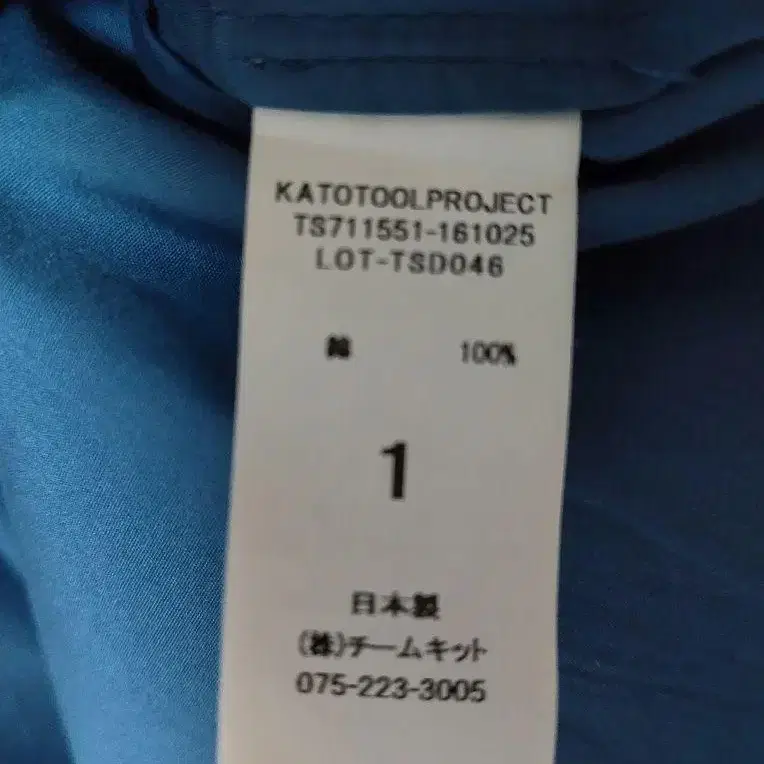 KATOTOOLPROJECT
TS711551-161025
LOT-TSD046
綿 100%
1
日本製
(株)チームキット
075-223-3005